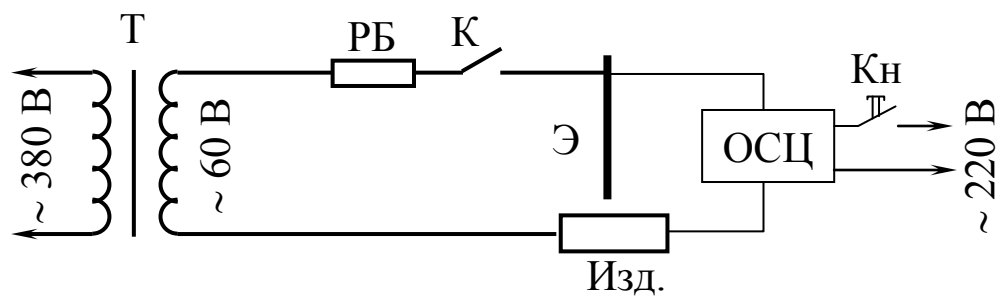 Т
~ 380 В
~ 60 В
РБ
К
Э
Изд.
ОСЦ
Кн
~ 220 В